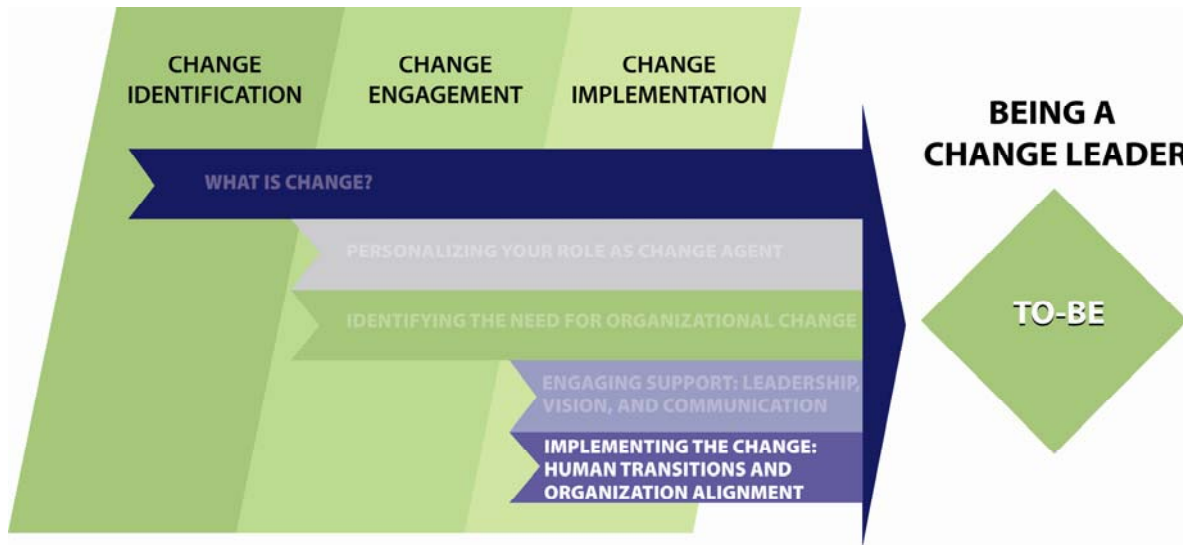 CHANGE
IDENTIFICATION
CHANGE
ENGAGEMENT
CHANGE
IMPLEMENTATION
BEING A
CHANGE LEADER
WHAT IS CHANGE?
PERSONALIZING YOUR ROLE AS CHANGE AGENT
IDENTIFYING THE NEED FOR ORGANIZATIONAL CHANGE
TO-BE
ENGAGING SUPPORT: LEADERSHIP,
VISION, AND COMMUNICATION
IMPLEMENTING THE CHANGE:
HUMAN TRANSITIONS AND
ORGANIZATION ALIGNMENT